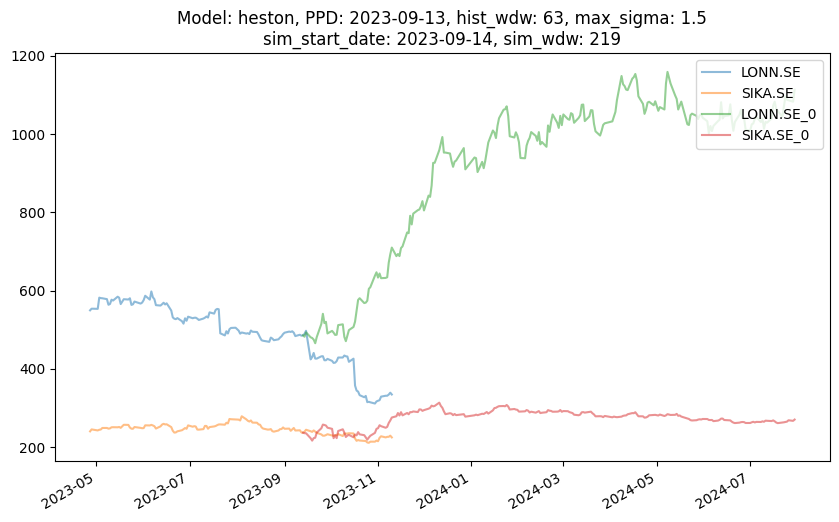 Model: heston, PPD: 2023-09-13, hist_wdw: 63, max_sigma: 1.5
sim_start_date: 2023-09-14, sim_wdw: 219
LONN.SE
SIKA.SE
LONN.SE_0
SIKA.SE_0
1200
1000
800
600
400
200
2023-05
2023-07
2023-09
2023-11
2024-01
2024-03
2024-05
2024-07